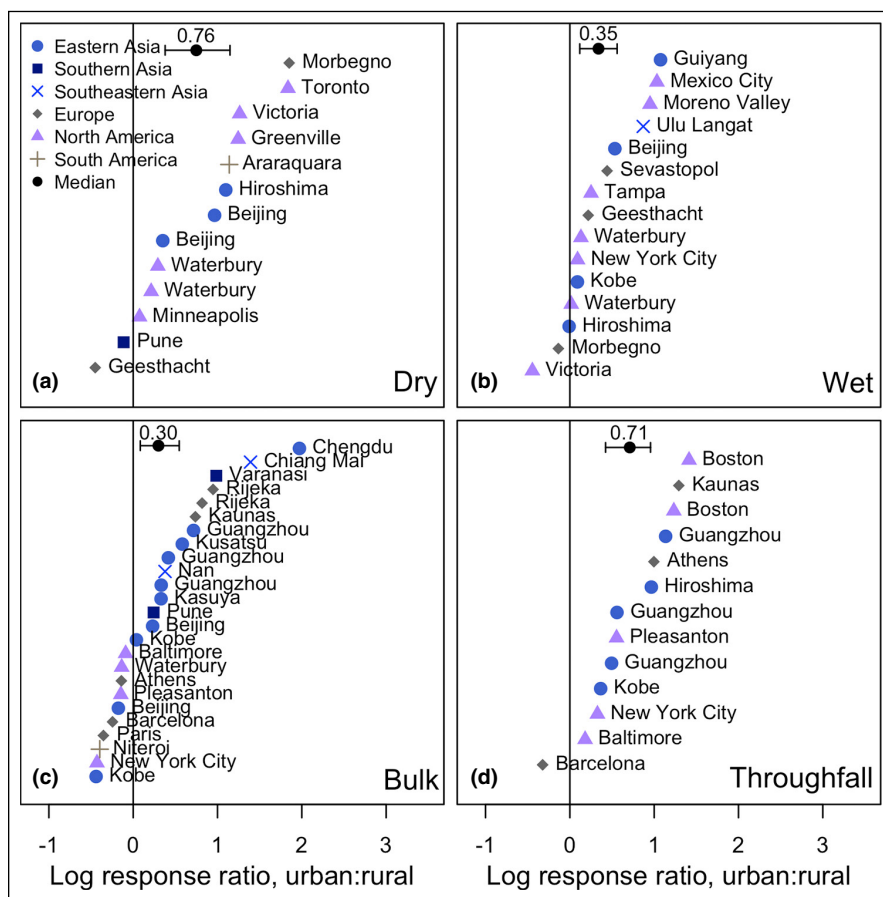 0.76
Eastern Asia
Southern Asia
Southeastern Asia
Europe
North America
South America
Median
Morbegno
Toronto
Victoria
Greenville
Araraquara
Hiroshima
Beijing
Beijing
Waterbury
Waterbury
Minneapolis
Pune
Geesthacht
(a)
Dry
0.35
Guiyang
Mexico City
Moreno Valley
Ulu Langat
Beijing
Sevastopol
Tampa
Geesthacht
Waterbury
New York City
Kobe
Waterbury
Hiroshima
Morbegno
Victoria
(b)
Wet
0.30
Chengdu
Chiang Mai
Varanasi
Rijeka
Rijeka
Kaunas
Guangzhou
Kusatsu
Guangzhou
Nan
Guangzhou
Kasuya
Pune
Beijing
Kobe
Baltimore
Waterbury
Athens
Pleasanton
Beijing
Barcelona
Paris
Niteroi
New York City
Kobe
(c)
Bulk
-1 0 1 2 3
Log response ratio, urban:rural
0.71
Boston
Kaunas
Boston
Guangzhou
Athens
Hiroshima
Guangzhou
Pleasanton
Guangzhou
Kobe
New York City
Baltimore
Barcelona
(d)
Throughfall
-1 0 1 2 3
Log response ratio, urban:rural